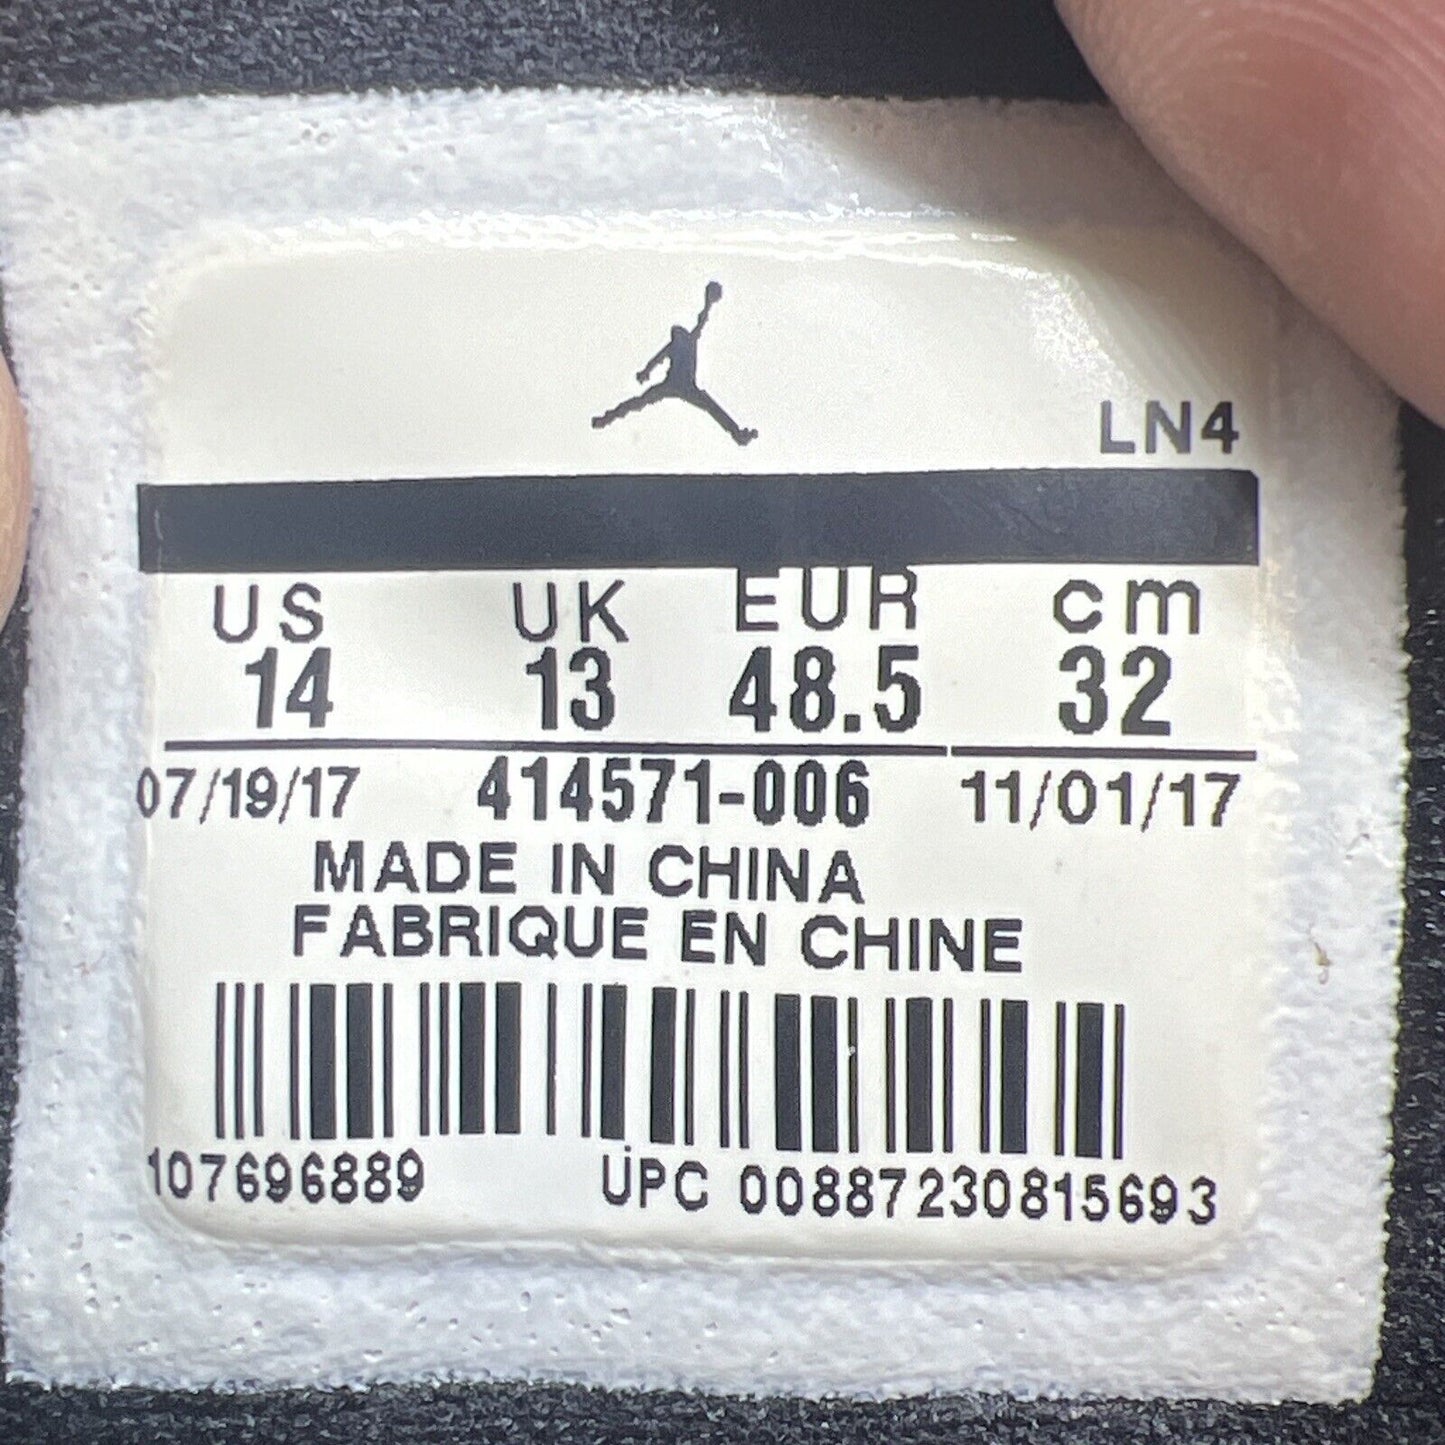 LN4
US UK EUR cm
14 13 48.5 32
07/19/17 414571-006 11/01/17
MADE IN CHINA
FABRIQUE EN CHINE
107696889 UPC 00887230815693